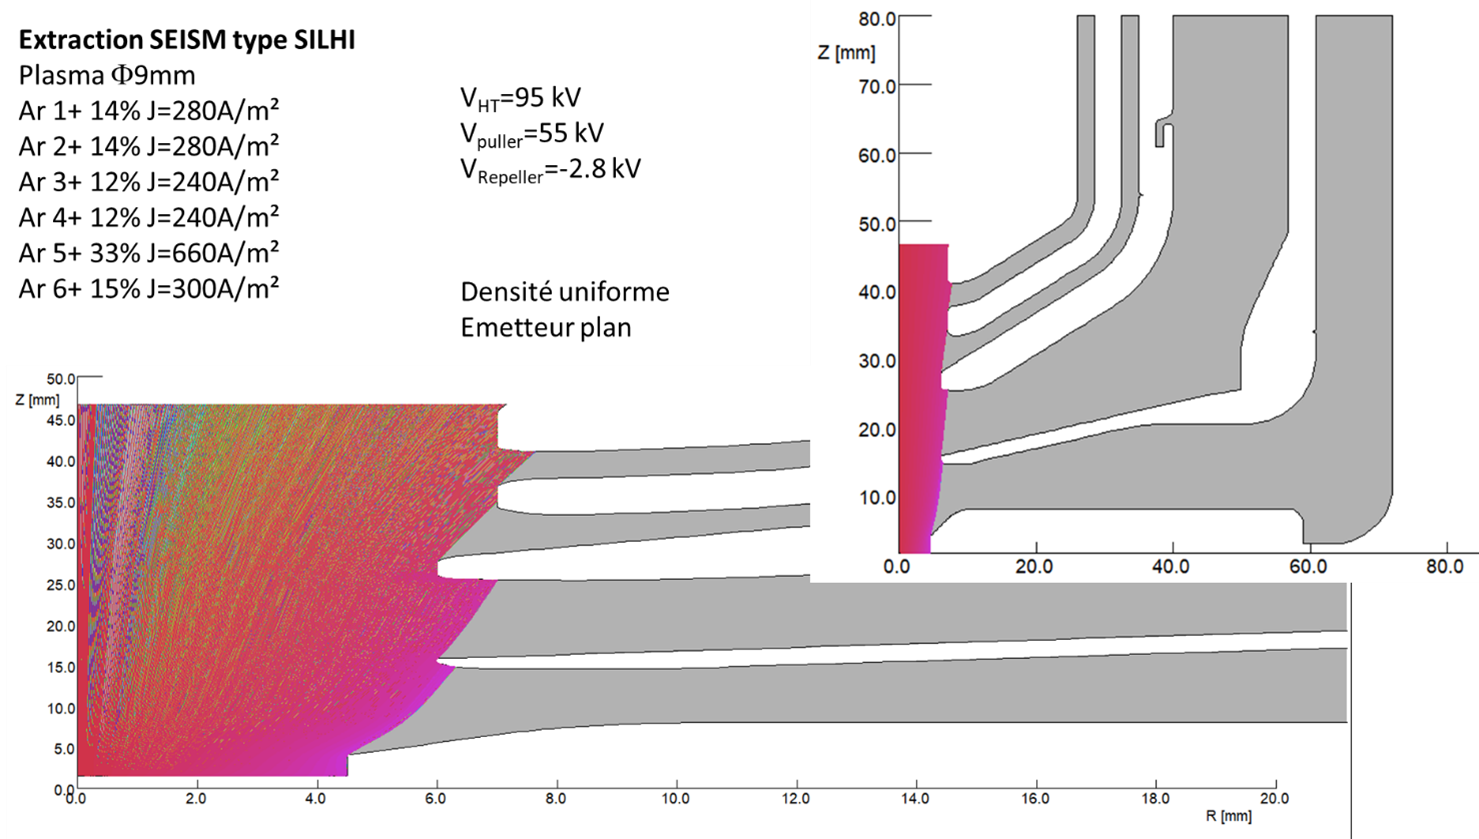 Extraction SEISM type SILHI
Plasma Φ9mm
Ar 1+ 14% J=280A/m²
Ar 2+ 14% J=280A/m²
Ar 3+ 12% J=240A/m²
Ar 4+ 12% J=240A/m²
Ar 5+ 33% J=660A/m²
Ar 6+ 15% J=300A/m²
V_HT=95 kV
V_puller=55 kV
V_Repeller=-2.8 kV
Densité uniforme
Emetteur plan
80.0
Z [mm]
70.0
60.0
50.0
40.0
30.0
20.0
10.0
0.0 20.0 40.0 60.0 80.0
50.0
Z [mm]
45.0
40.0
35.0
30.0
25.0
20.0
15.0
10.0
5.0
0.0
0.0 2.0 4.0 6.0 8.0 10.0 12.0 14.0 16.0 18.0 20.0
R [mm]